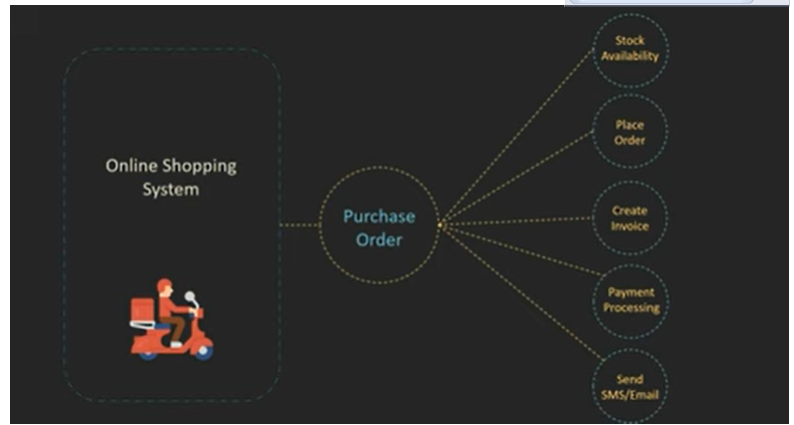 Online Shopping
System
Purchase
Order
Stock
Availability
Place
Order
Create
Invoice
Payment
Processing
Send
SMS/Email